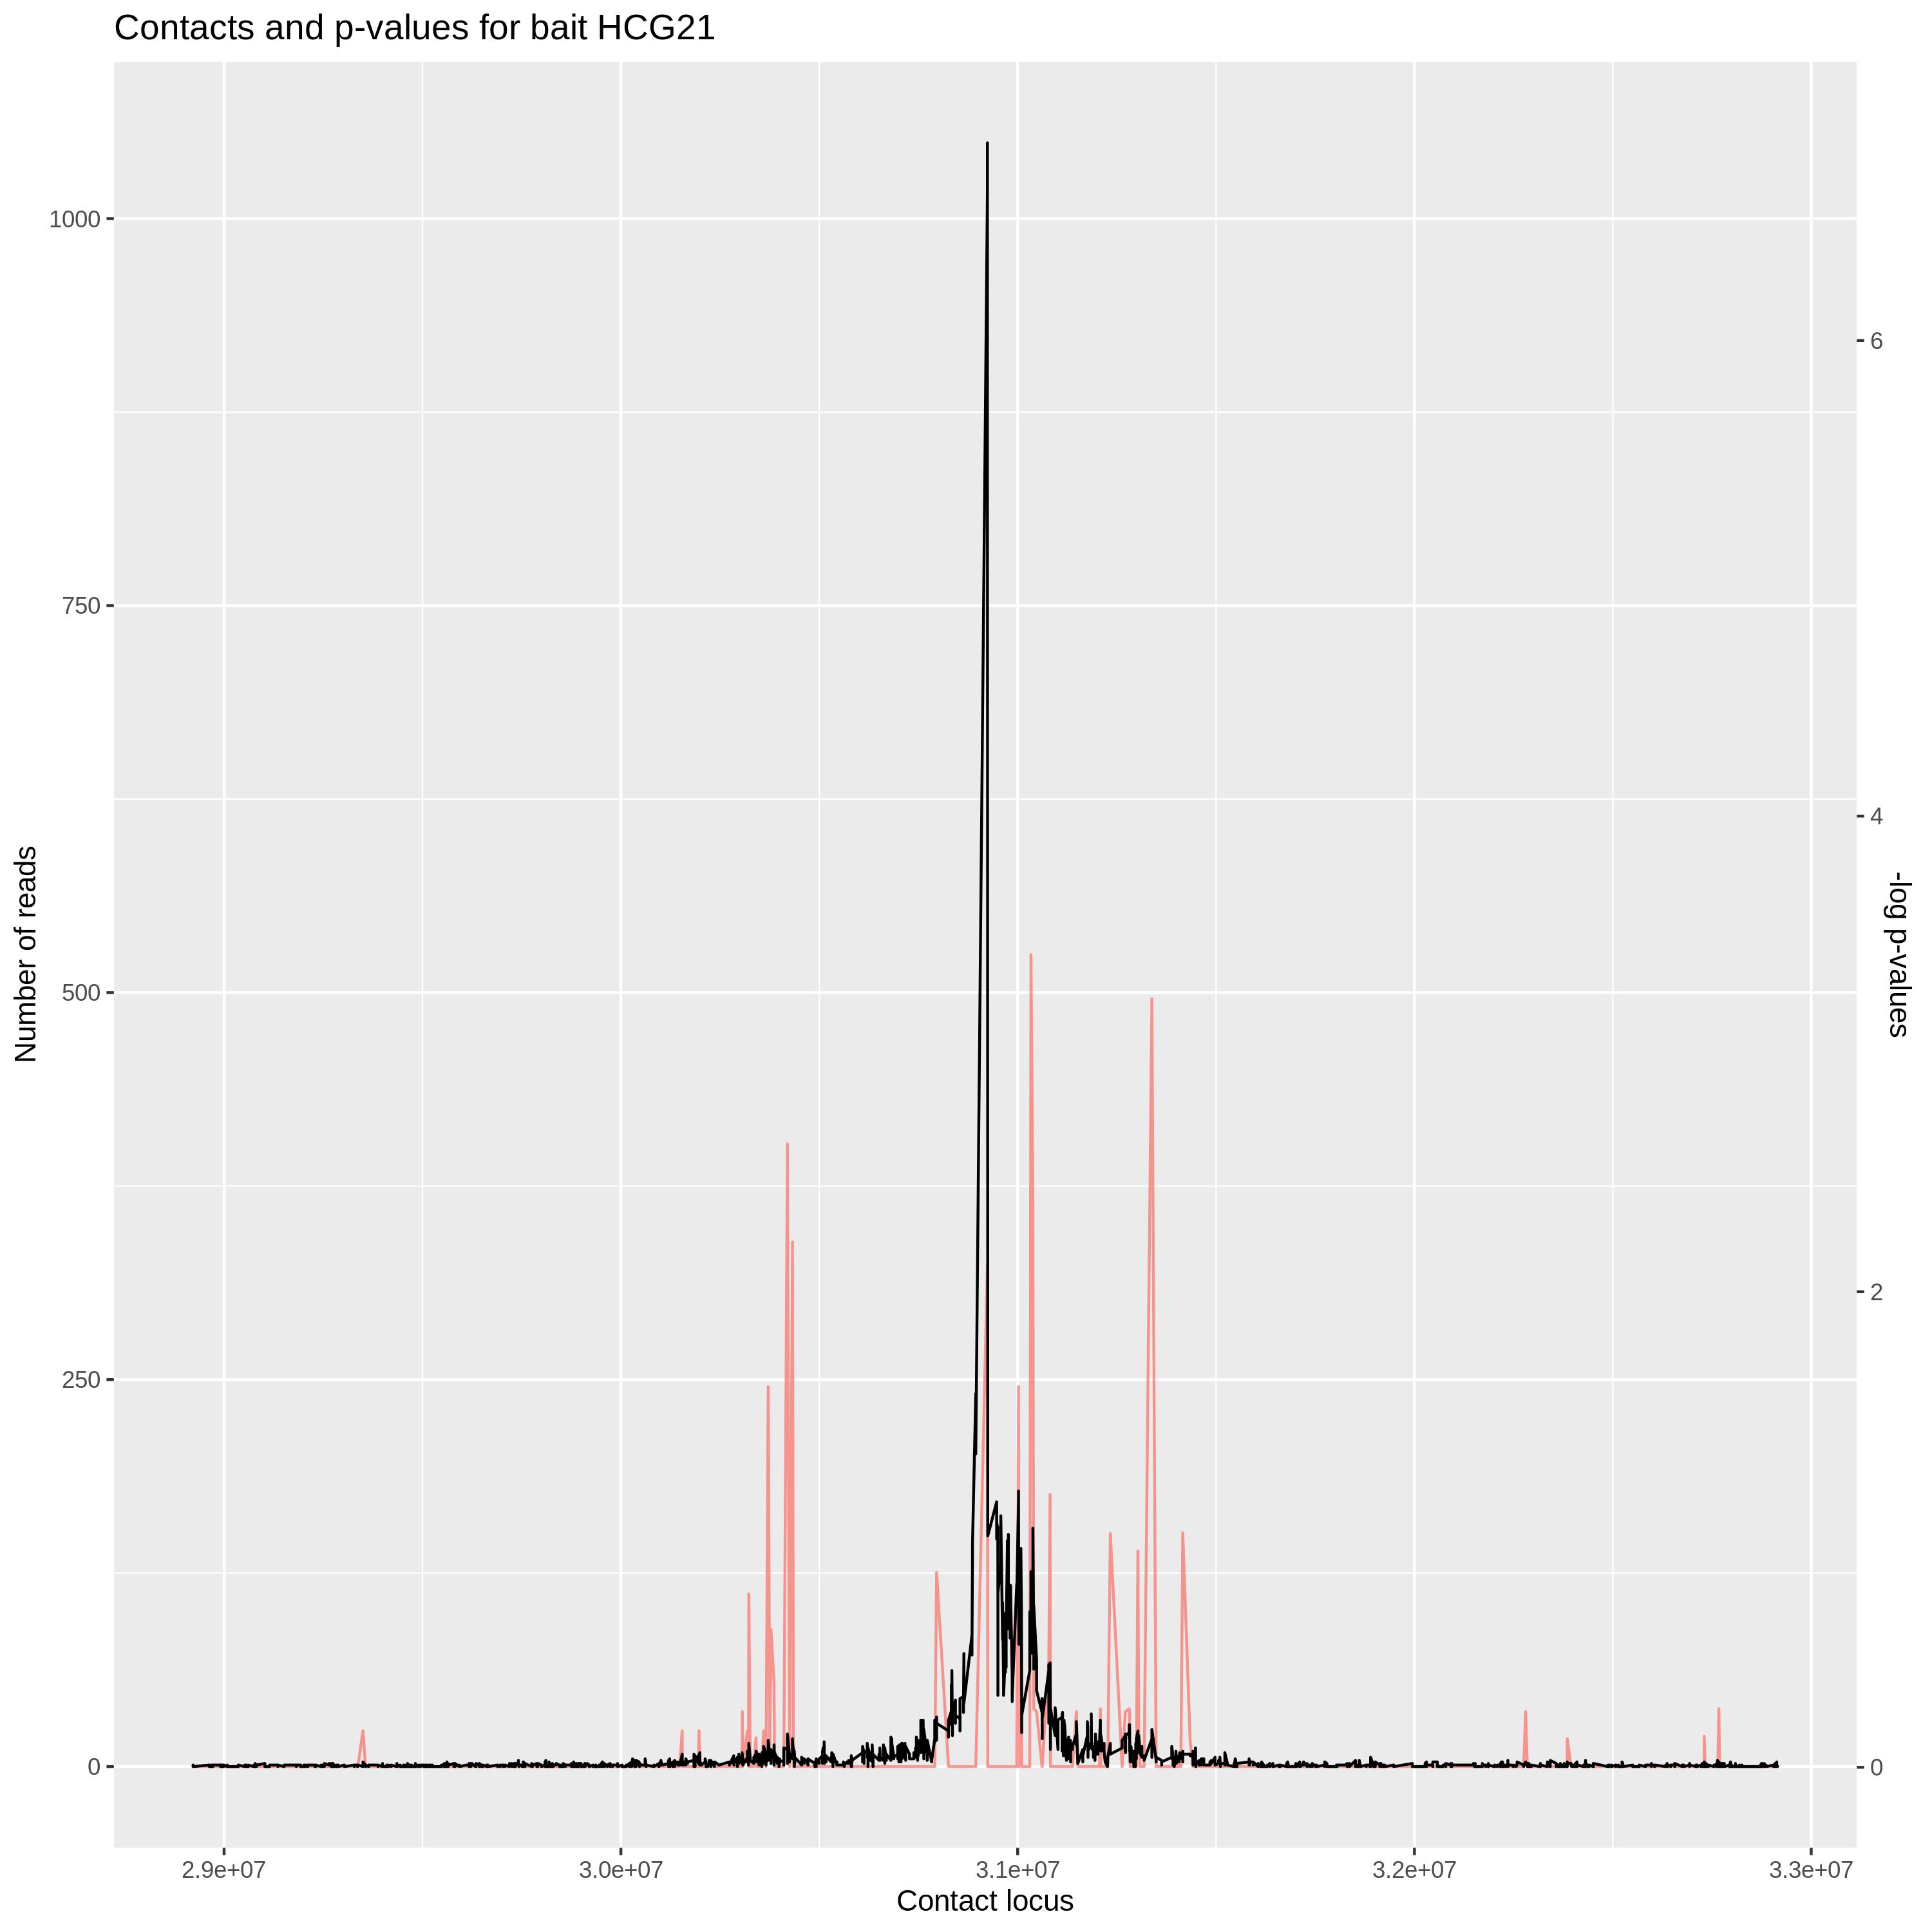 Contacts and p-values for bait HCG21
1000
750
500
250
0
Number of reads
6
4
2
0
-log p-values
2.9e+07
3.0e+07
3.1e+07
3.2e+07
3.3e+07
Contact locus